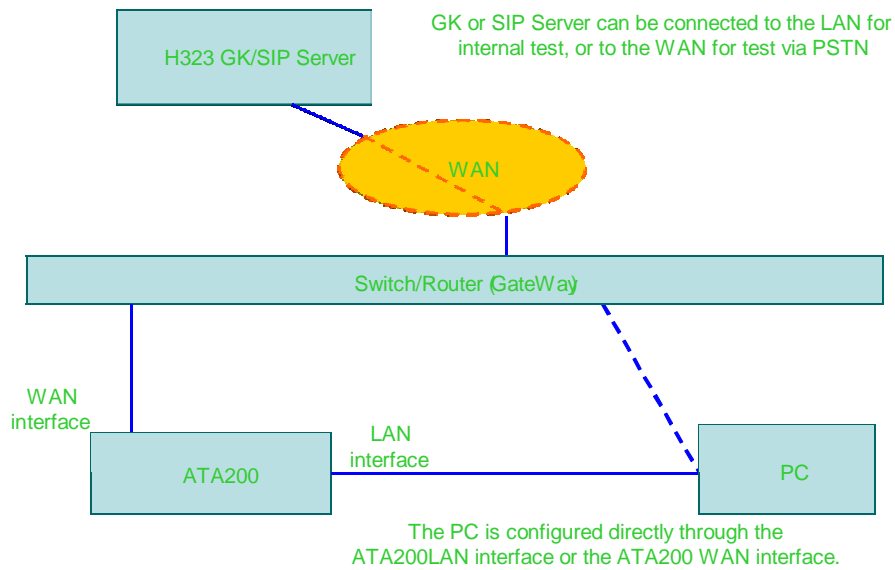 GK or SIP Server can be connected to the LAN for
internal test, or to the WAN for test via PSTN
H323 GK/SIP Server
WAN
Switch/Router (GateWay)
WAN
interface
LAN
interface
ATA200
PC
The PC is configured directly through the
ATA200LAN interface or the ATA200 WAN interface.